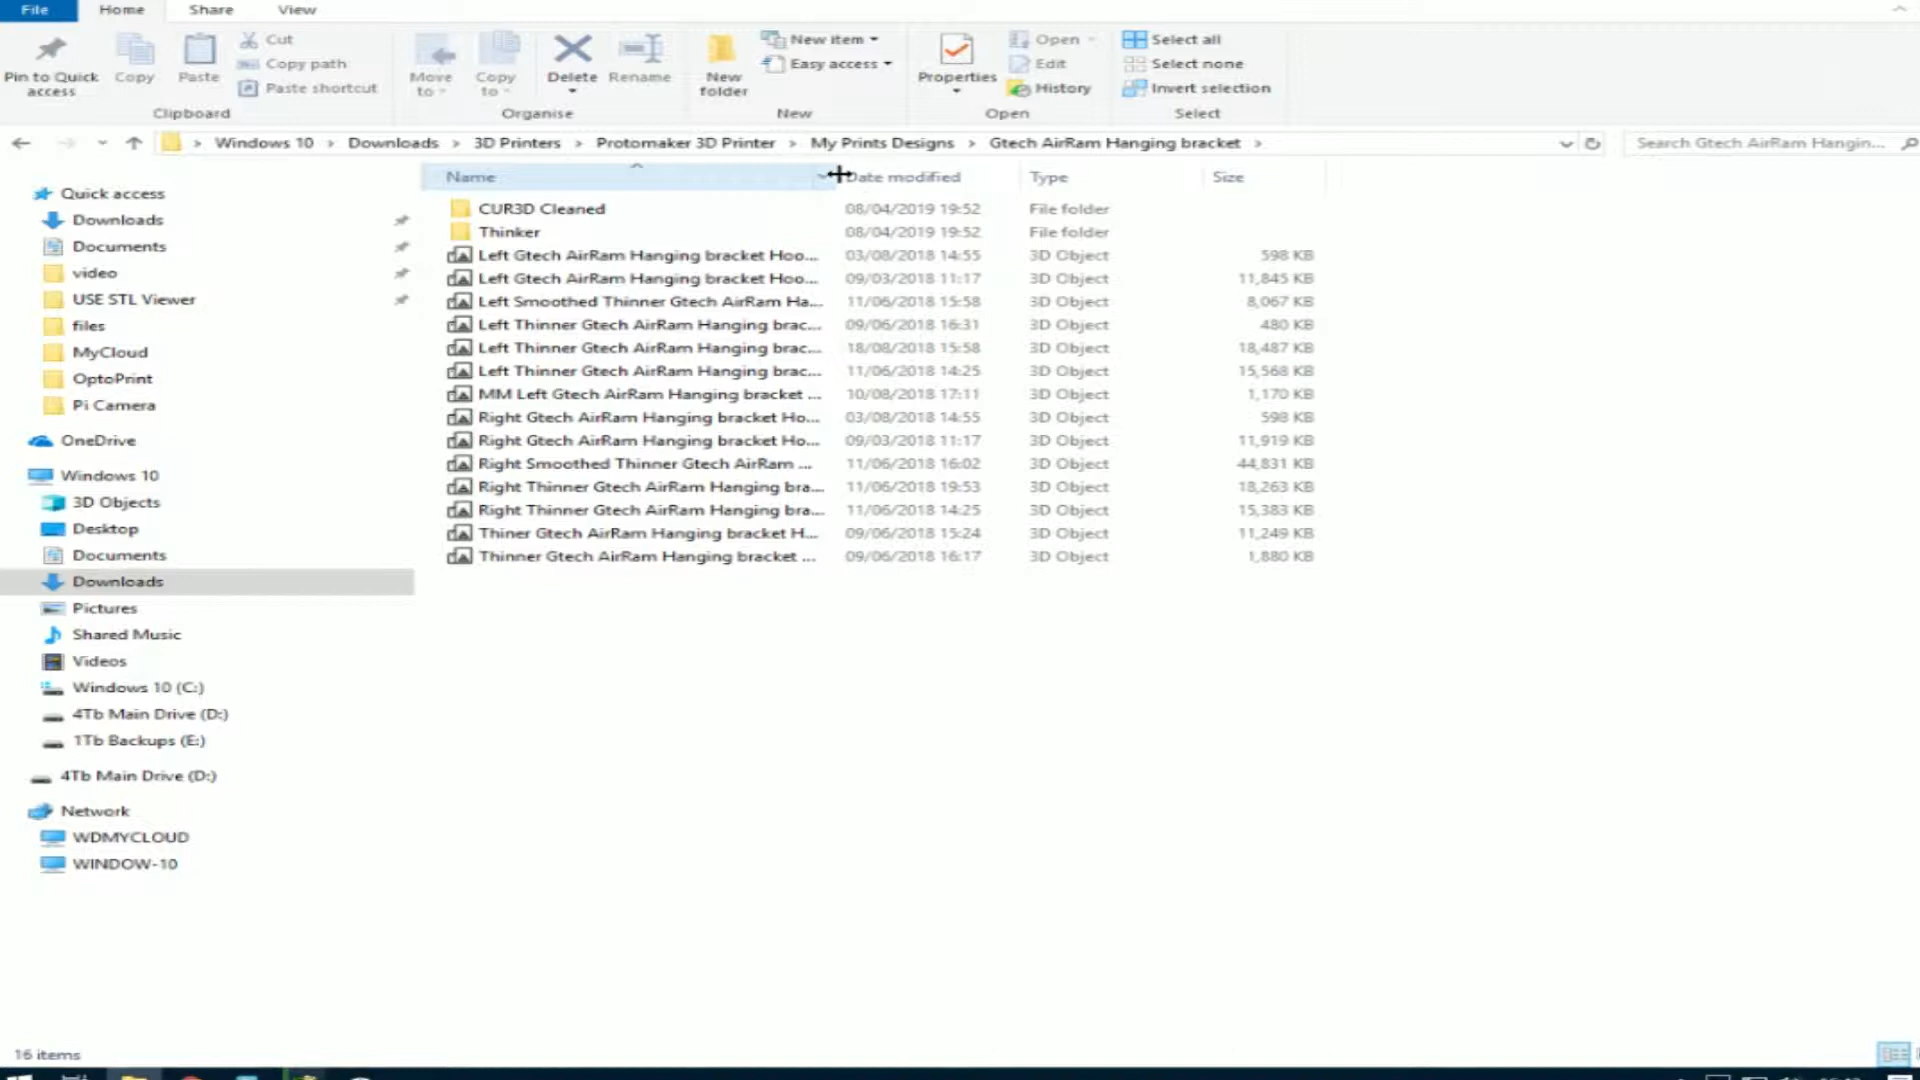 File Home Share View
Pin to Quick access
Copy
Paste
Cut
Copy path
Paste shortcut
Clipboard
Move to
Copy to
Delete
Rename
Organise
New folder
New item
Easy access
New
Properties
Open
Edit
History
Open
Select all
Select none
Invert selection
Select
Windows 10 > Downloads > 3D Printers > Protomaker 3D Printer > My Prints Designs > Gtech AirRam Hanging bracket >
Search Gtech AirRam Hangin...
Quick access
Downloads
Documents
video
USE STL Viewer
files
MyCloud
OptoPrint
Pi Camera
OneDrive
Windows 10
3D Objects
Desktop
Documents
Downloads
Pictures
Shared Music
Videos
Windows 10 (C:)
4Tb Main Drive (D:)
1Tb Backups (E:)
4Tb Main Drive (D:)
Network
WDMYCLOUD
WINDOW-10
Name Date modified Type Size
CUR3D Cleaned 08/04/2019 19:52 File folder
Thinker 08/04/2019 19:52 File folder
Left Gtech AirRam Hanging bracket Hoo... 03/08/2018 14:55 3D Object 598 KB
Left Gtech AirRam Hanging bracket Hoo... 09/03/2018 11:17 3D Object 11,845 KB
Left Smoothed Thinner Gtech AirRam Ha... 11/06/2018 15:58 3D Object 8,067 KB
Left Thinner Gtech AirRam Hanging brac... 09/06/2018 16:31 3D Object 480 KB
Left Thinner Gtech AirRam Hanging brac... 18/08/2018 15:58 3D Object 18,487 KB
Left Thinner Gtech AirRam Hanging brac... 11/06/2018 14:25 3D Object 15,568 KB
MM Left Gtech AirRam Hanging bracket ... 10/08/2018 17:11 3D Object 1,170 KB
Right Gtech AirRam Hanging bracket Ho... 03/08/2018 14:55 3D Object 598 KB
Right Gtech AirRam Hanging bracket Ho... 09/03/2018 11:17 3D Object 11,919 KB
Right Smoothed Thinner Gtech AirRam ... 11/06/2018 16:02 3D Object 44,831 KB
Right Thinner Gtech AirRam Hanging bra... 11/06/2018 19:53 3D Object 18,263 KB
Right Thinner Gtech AirRam Hanging bra... 11/06/2018 14:25 3D Object 15,383 KB
Thiner Gtech AirRam Hanging bracket H... 09/06/2018 15:24 3D Object 11,249 KB
Thinner Gtech AirRam Hanging bracket ... 09/06/2018 16:17 3D Object 1,880 KB
16 items